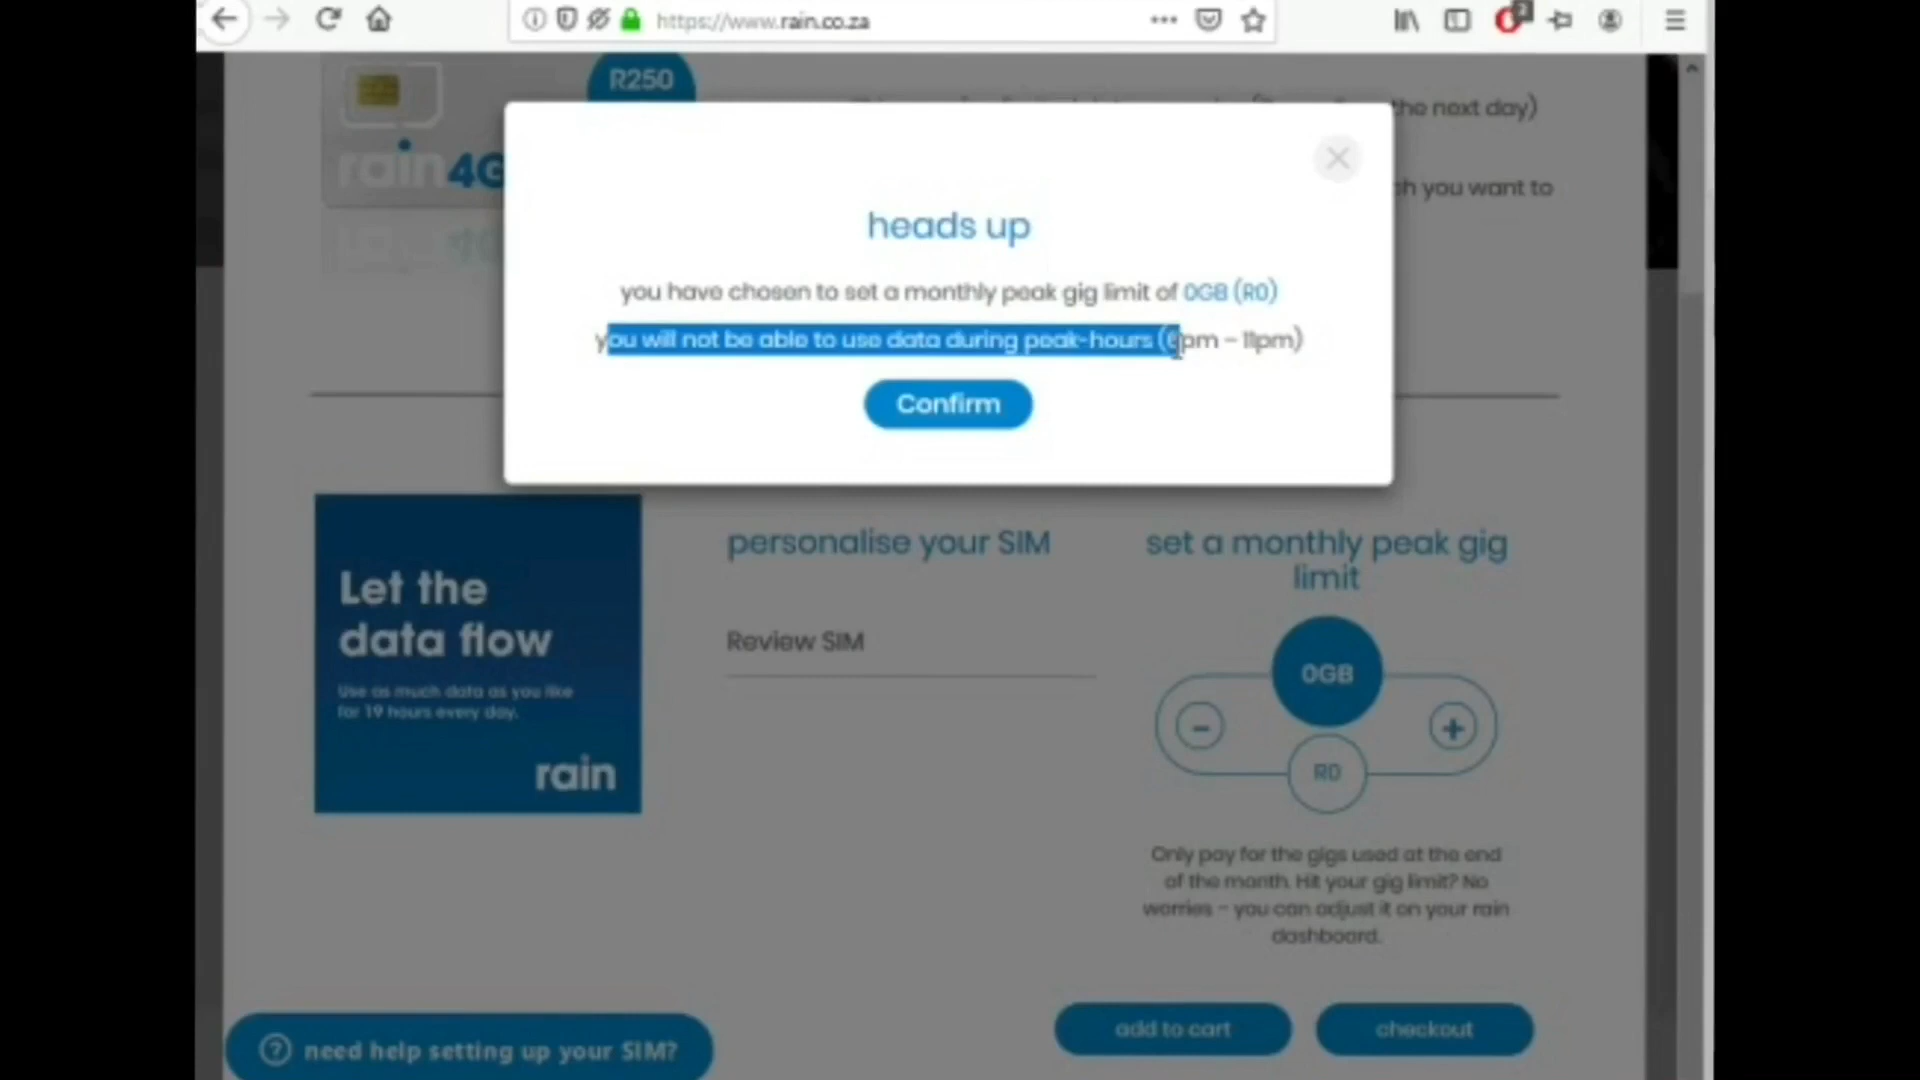 https://www.rain.co.za
R250
the next day)
rain4G
h you want to
heads up
you have chosen to set a monthly peak gig limit of 0GB (R0)
you will not be able to use data during peak-hours (6pm – 11pm)
Confirm
Let the
data flow
Use as much data as you like
for 19 hours every day.
rain
personalise your SIM
Review SIM
set a monthly peak gig
limit
0GB
R0
Only pay for the gigs used at the end
of the month. Hit your gig limit? No
worries – you can adjust it on your rain
dashboard.
add to cart
checkout
need help setting up your SIM?